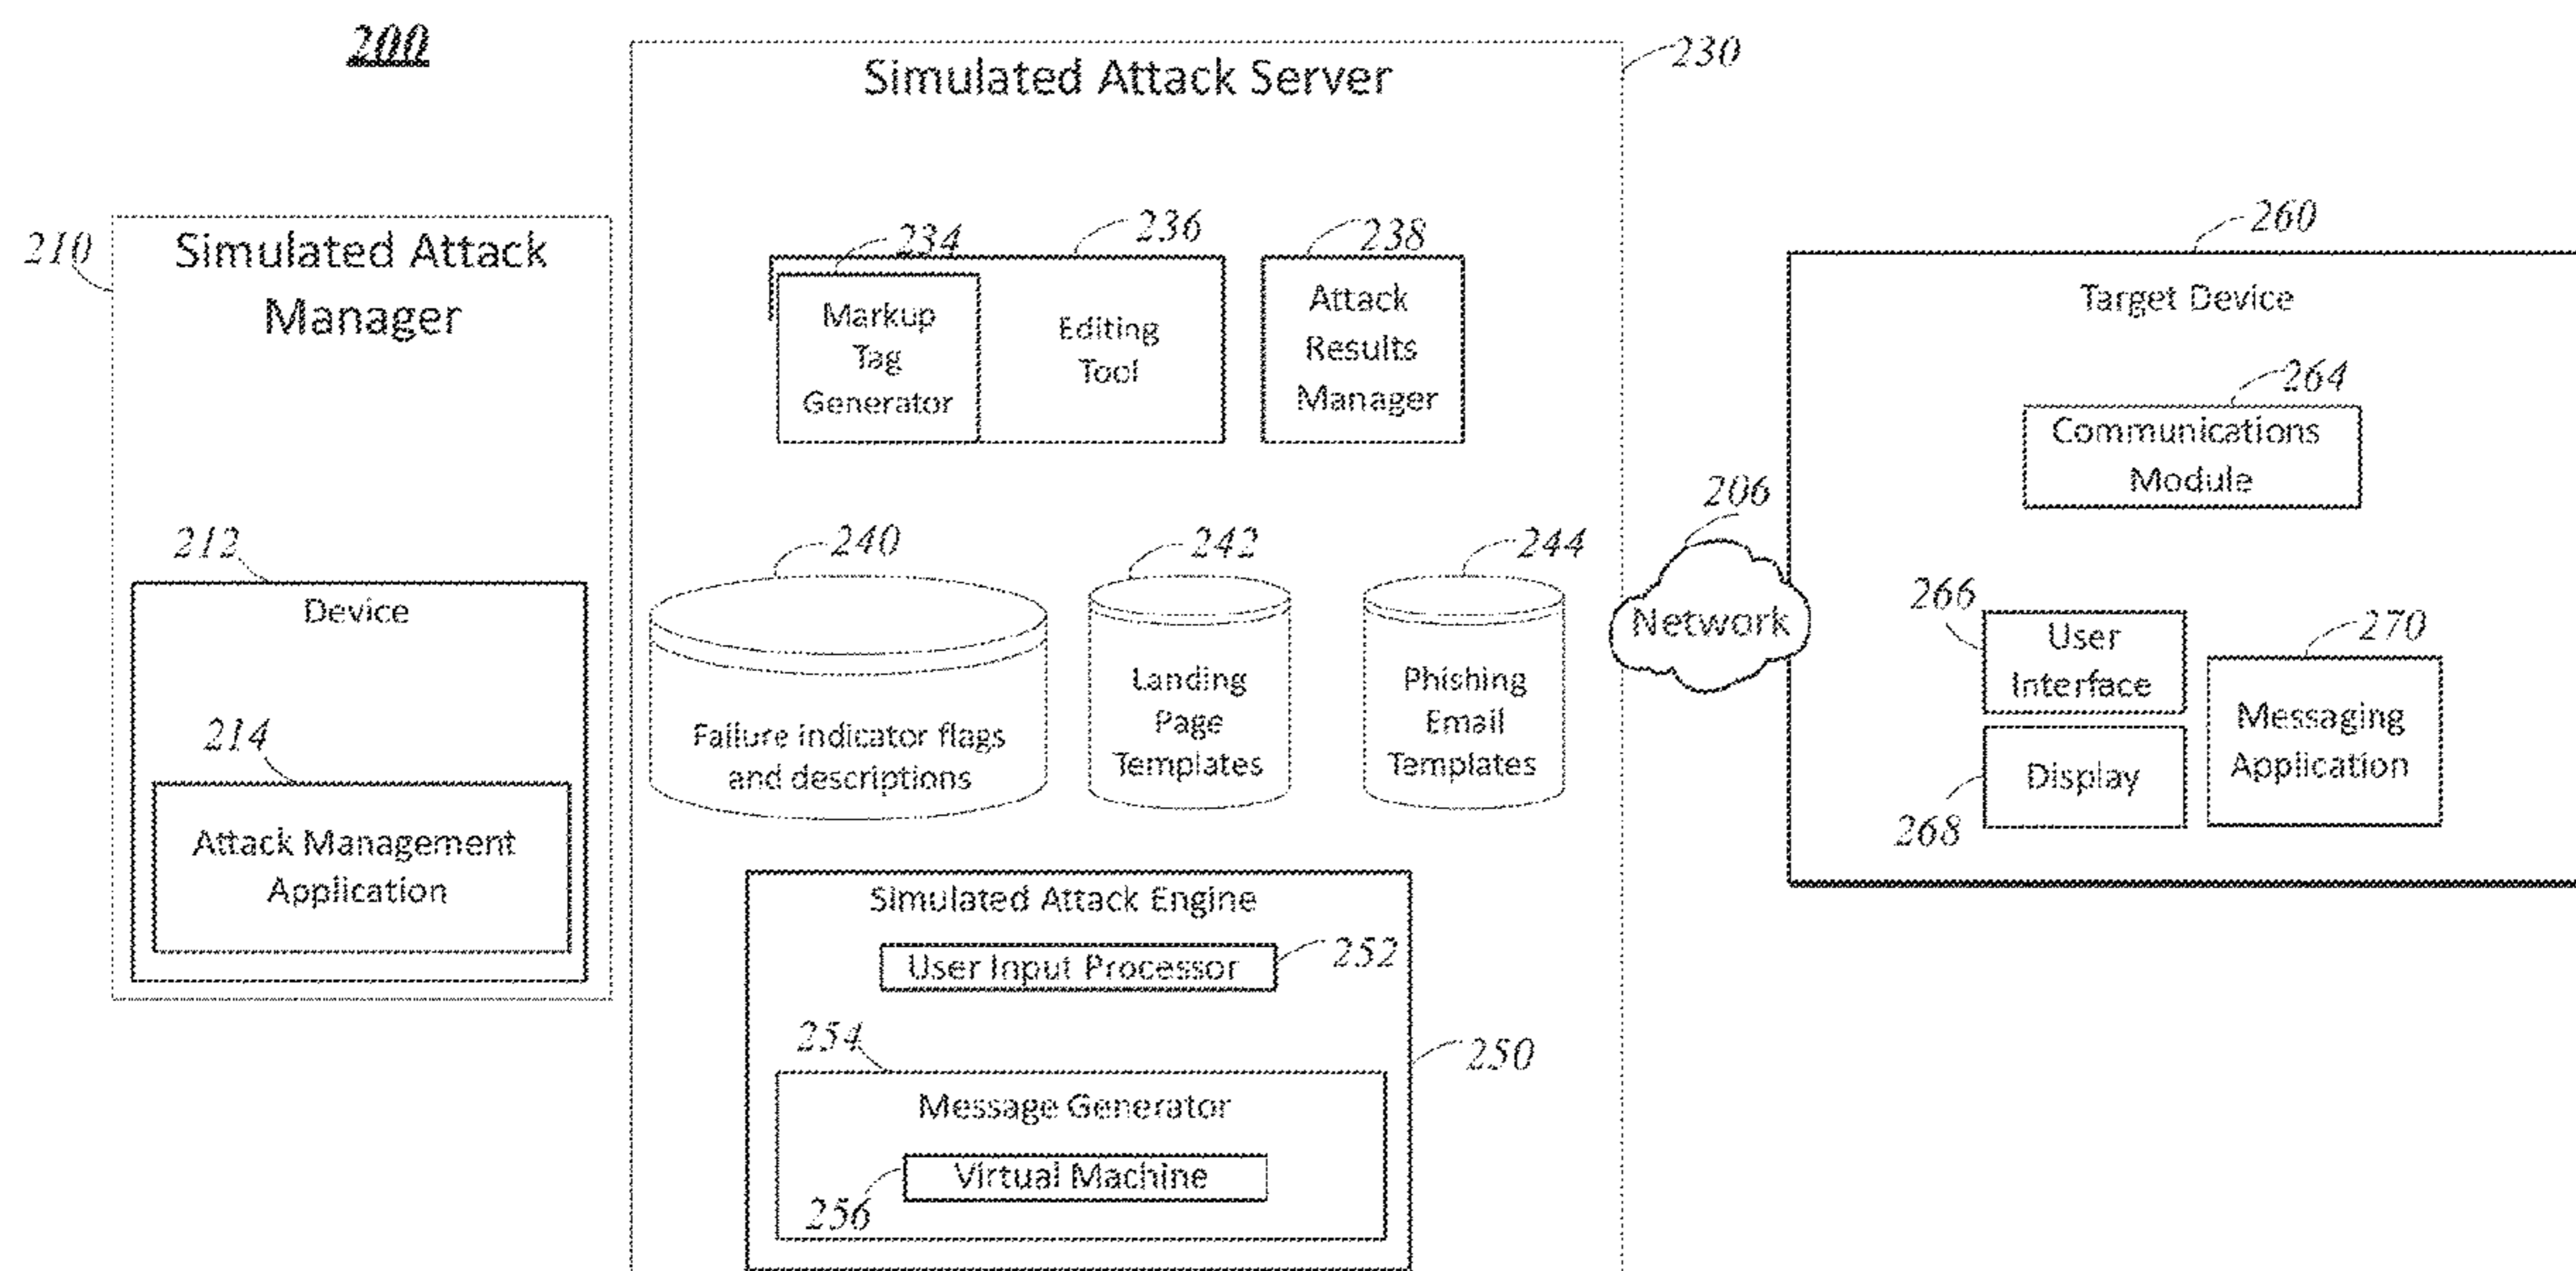 200
Simulated Attack Server
230
210
Simulated Attack
Manager
212
Device
214
Attack Management
Application
234
236
238
Markup
Tag
Generator
Editing
Tool
Attack
Results
Manager
240
242
244
Failure indicator flags
and descriptions
Landing
Page
Templates
Phishing
Email
Templates
Simulated Attack Engine
User Input Processor
252
254
250
Message Generator
Virtual Machine
256
206
Network
260
Target Device
264
Communications
Module
266
User
Interface
270
Messaging
Application
Display
268